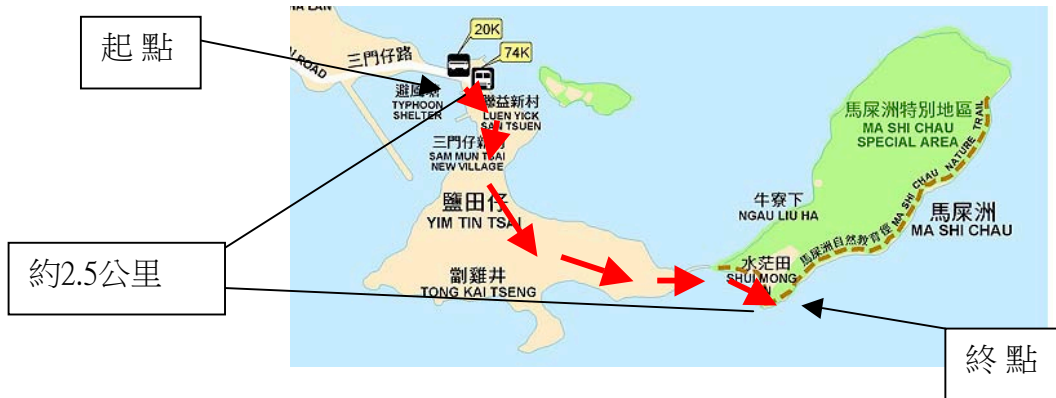 起 點
約2.5公里
終 點
20K
74K
三門仔路
ROAD
避風塘
TYPHOON
SHELTER
聯益新村
LUEN YICK
SAN TSUEN
三門仔新村
SAM MUN TSAI
NEW VILLAGE
鹽田仔
YIM TIN TSAI
劏雞井
TONG KAI TSENG
牛寮下
NGAU LIU HA
水茫田
SHUI MONG
馬屎洲特別地區
MA SHI CHAU
SPECIAL AREA
馬屎洲自然教育徑 MA SHI CHAU NATURE TRAIL
馬屎洲
MA SHI CHAU